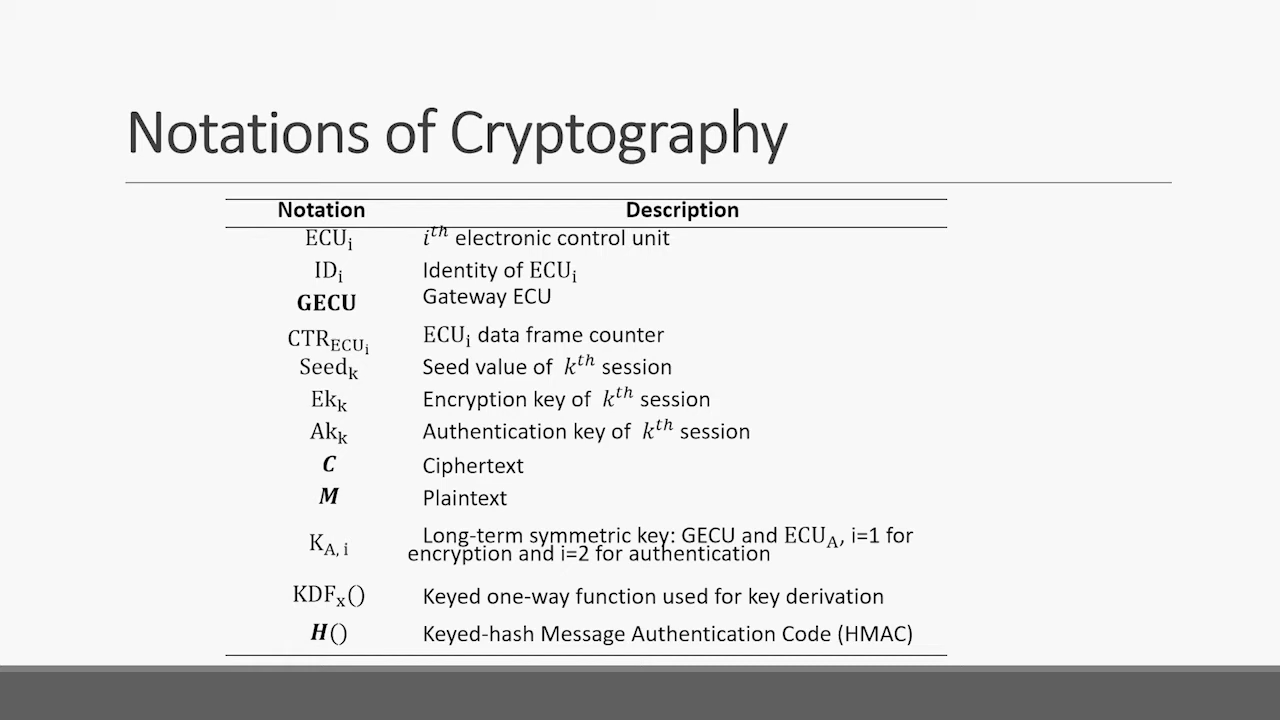 Notations of Cryptography
Notation Description
ECUᵢ 𝑖ᵗʰ electronic control unit
IDᵢ Identity of ECUᵢ
GECU Gateway ECU
CTR_ECUᵢ ECUᵢ data frame counter
Seedₖ Seed value of 𝑘ᵗʰ session
Ekₖ Encryption key of 𝑘ᵗʰ session
Akₖ Authentication key of 𝑘ᵗʰ session
C Ciphertext
M Plaintext
K_A, i Long-term symmetric key: GECU and ECU_A, i=1 for
encryption and i=2 for authentication
KDFₓ() Keyed one-way function used for key derivation
H() Keyed-hash Message Authentication Code (HMAC)